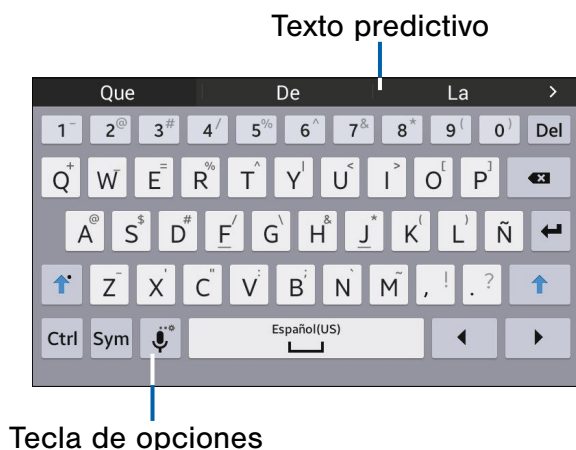 Texto predictivo
Que De La >
1 - 2 @ 3 # 4 / 5 % 6 ^ 7 & 8 * 9 ( 0 ) Del
Q + W - E = R % T ^ Y | U < I > O [ P ]
A @ S $ D # F / G \ H & J * K ( L ) Ñ
Z - X ' C " V : B ; N ` M ~ , ! . ?
Ctrl Sym Español(US)
Tecla de opciones